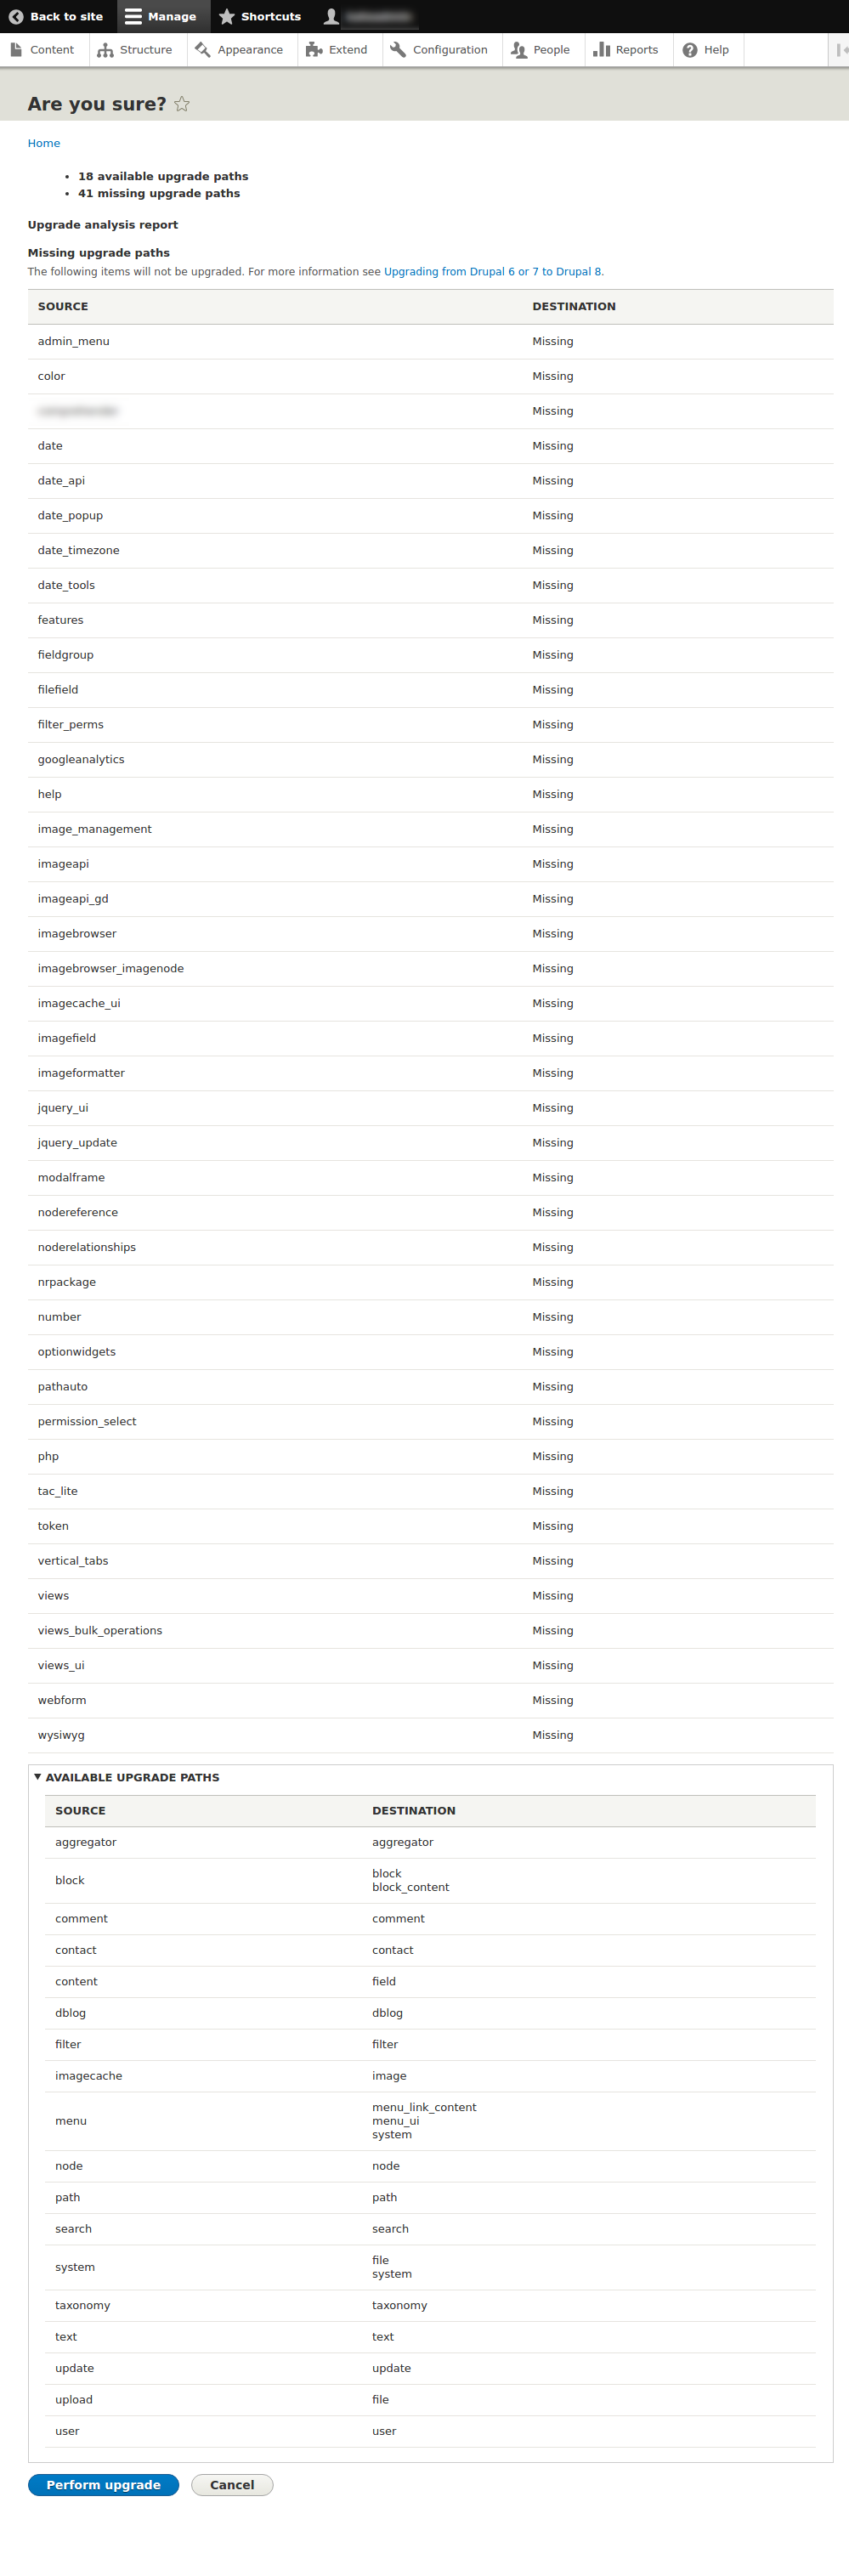 Back to site Manage Shortcuts
Content Structure Appearance Extend Configuration People Reports Help
Are you sure?
Home
• 18 available upgrade paths
• 41 missing upgrade paths
Upgrade analysis report
Missing upgrade paths
The following items will not be upgraded. For more information see Upgrading from Drupal 6 or 7 to Drupal 8.
SOURCE DESTINATION
admin_menu Missing
color Missing
Missing
date Missing
date_api Missing
date_popup Missing
date_timezone Missing
date_tools Missing
features Missing
fieldgroup Missing
filefield Missing
filter_perms Missing
googleanalytics Missing
help Missing
image_management Missing
imageapi Missing
imageapi_gd Missing
imagebrowser Missing
imagebrowser_imagenode Missing
imagecache_ui Missing
imagefield Missing
imageformatter Missing
jquery_ui Missing
jquery_update Missing
modalframe Missing
nodereference Missing
noderelationships Missing
nrpackage Missing
number Missing
optionwidgets Missing
pathauto Missing
permission_select Missing
php Missing
tac_lite Missing
token Missing
vertical_tabs Missing
views Missing
views_bulk_operations Missing
views_ui Missing
webform Missing
wysiwyg Missing
AVAILABLE UPGRADE PATHS
SOURCE DESTINATION
aggregator aggregator
block block
block_content
comment comment
contact contact
content field
dblog dblog
filter filter
imagecache image
menu menu_link_content
menu_ui
system
node node
path path
search search
system file
system
taxonomy taxonomy
text text
update update
upload file
user user
Perform upgrade Cancel